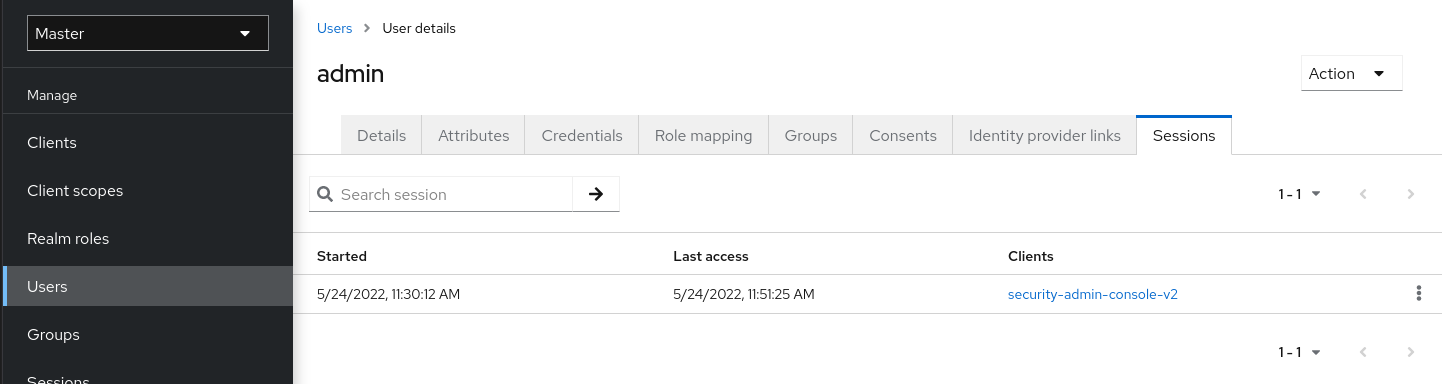 Master
Manage
Clients
Client scopes
Realm roles
Users
Groups
Sessions
Users > User details
admin
Action
Details Attributes Credentials Role mapping Groups Consents Identity provider links Sessions
Search session
1 - 1
Started Last access Clients
5/24/2022, 11:30:12 AM 5/24/2022, 11:51:25 AM security-admin-console-v2
1 - 1